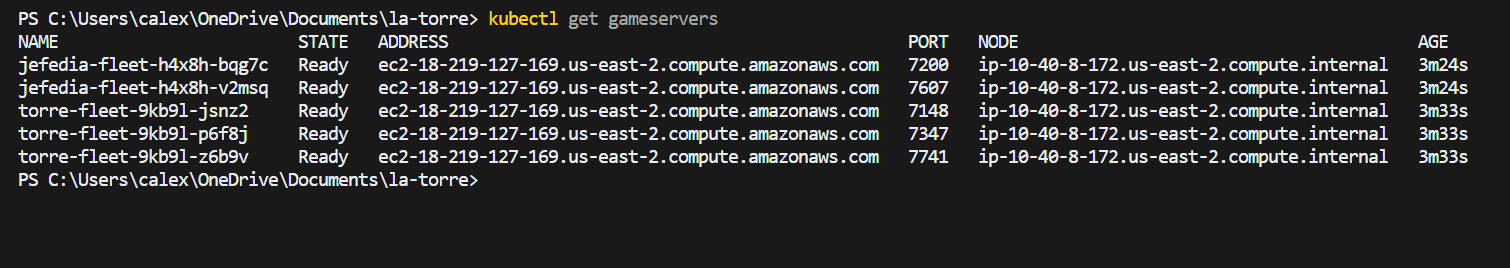 PS C:\Users\calex\OneDrive\Documents\la-torre> kubectl get gameservers
NAME STATE ADDRESS PORT NODE AGE
jefedia-fleet-h4x8h-bqg7c Ready ec2-18-219-127-169.us-east-2.compute.amazonaws.com 7200 ip-10-40-8-172.us-east-2.compute.internal 3m24s
jefedia-fleet-h4x8h-v2msq Ready ec2-18-219-127-169.us-east-2.compute.amazonaws.com 7607 ip-10-40-8-172.us-east-2.compute.internal 3m24s
torre-fleet-9kb9l-jsnz2 Ready ec2-18-219-127-169.us-east-2.compute.amazonaws.com 7148 ip-10-40-8-172.us-east-2.compute.internal 3m33s
torre-fleet-9kb9l-p6f8j Ready ec2-18-219-127-169.us-east-2.compute.amazonaws.com 7347 ip-10-40-8-172.us-east-2.compute.internal 3m33s
torre-fleet-9kb9l-z6b9v Ready ec2-18-219-127-169.us-east-2.compute.amazonaws.com 7741 ip-10-40-8-172.us-east-2.compute.internal 3m33s
PS C:\Users\calex\OneDrive\Documents\la-torre>